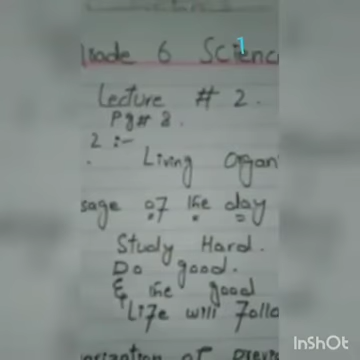 Grade 6 Science
Lecture # 2.
Pg# 8.
2 :-
Living Organ
sage of the day
Study Hard.
Do good.
& the good
Life will follo
InShOt